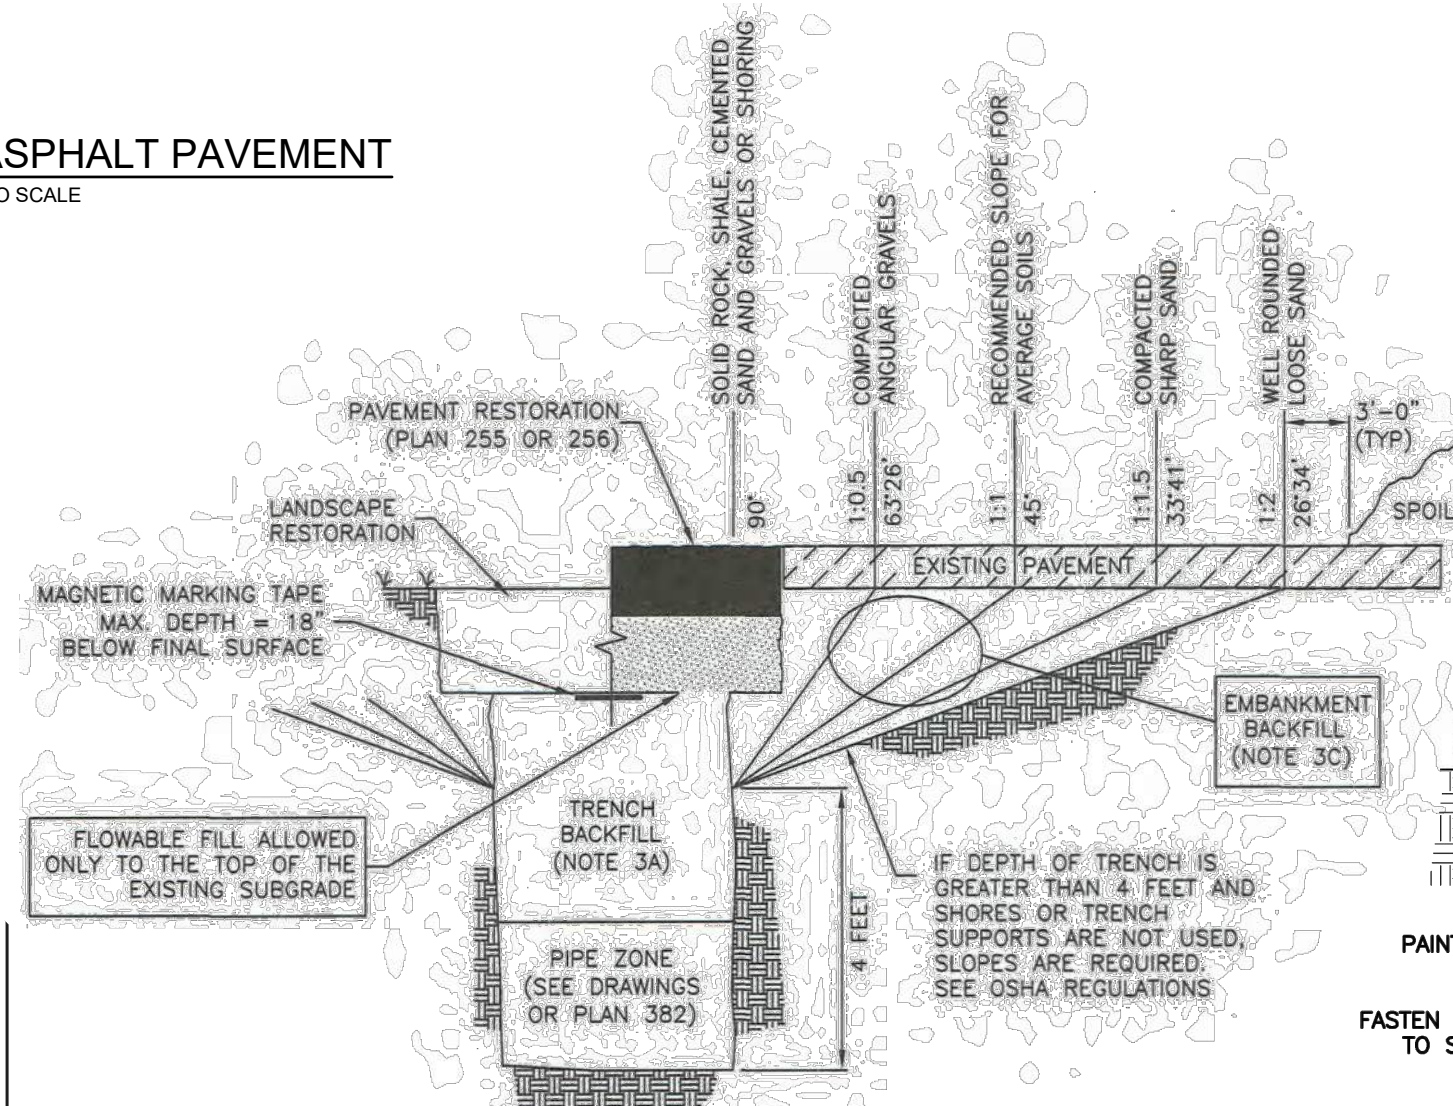 ASPHALT PAVEMENT
O SCALE
SOLID ROCK, SHALE, CEMENTED
SAND AND GRAVELS OR SHORING
COMPACTED
ANGULAR GRAVELS
RECOMMENDED SLOPE FOR
AVERAGE SOILS
COMPACTED
SHARP SAND
WELL ROUNDED
LOOSE SAND
3'-0"
(TYP)
90°
1:0.5
63°26'
1:1
45°
1:1.5
33°41'
1:2
26°34'
SPOIL
PAVEMENT RESTORATION
(PLAN 255 OR 256)
LANDSCAPE
RESTORATION
EXISTING PAVEMENT
MAGNETIC MARKING TAPE
MAX. DEPTH = 18"
BELOW FINAL SURFACE
EMBANKMENT
BACKFILL
(NOTE 3C)
TRENCH
BACKFILL
(NOTE 3A)
FLOWABLE FILL ALLOWED
ONLY TO THE TOP OF THE
EXISTING SUBGRADE
4 FEET
IF DEPTH OF TRENCH IS
GREATER THAN 4 FEET AND
SHORES OR TRENCH
SUPPORTS ARE NOT USED,
SLOPES ARE REQUIRED.
SEE OSHA REGULATIONS
PIPE ZONE
(SEE DRAWINGS
OR PLAN 382)
PAINT
FASTEN
TO S